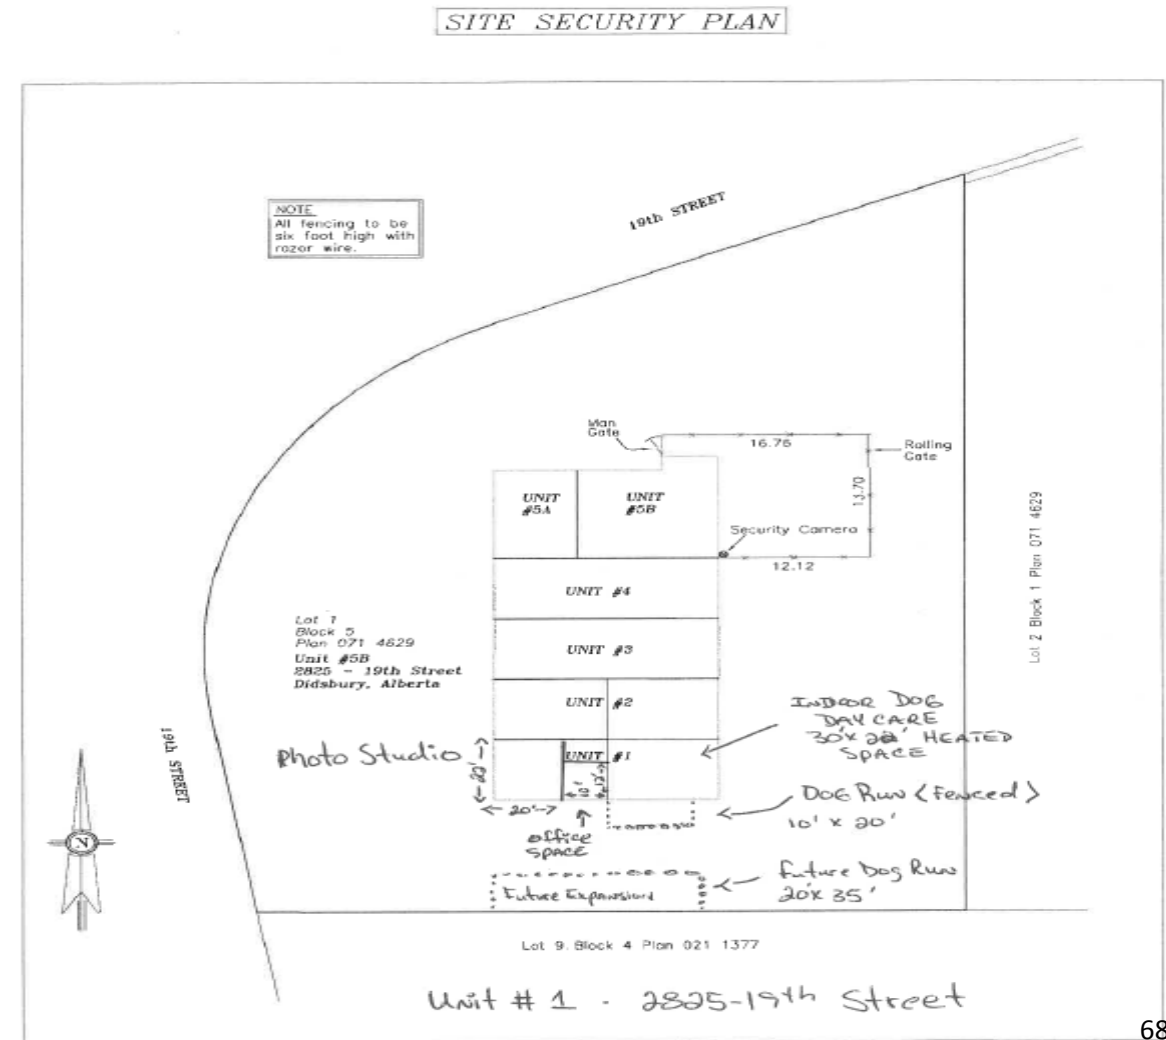 SITE SECURITY PLAN
NOTE
All fencing to be
six foot high with
razor wire.
19th STREET
Man
Gate
16.76
Rolling
Gate
13.70
UNIT
#5A
UNIT
#5B
Security Camera
12.12
UNIT #4
Lot 2 Block 1 Plan 071 4629
Lot 1
Block 5
Plan 071 4629
Unit #5B
2825 - 19th Street
Didsbury, Alberta
UNIT #3
UNIT #2
19th STREET
Photo Studio
UNIT #1
10'
12'
20'
INDOOR DOG
DAY CARE
HEATED
SPACE
Office
SPACE
DOG RUN (Fenced)
10' x 20'
Future Expansion
Future Dog Run
20'x 35'
N
Lot 9 Block 4 Plan 021 1377
Unit # 1 - 2825-19th Street
68